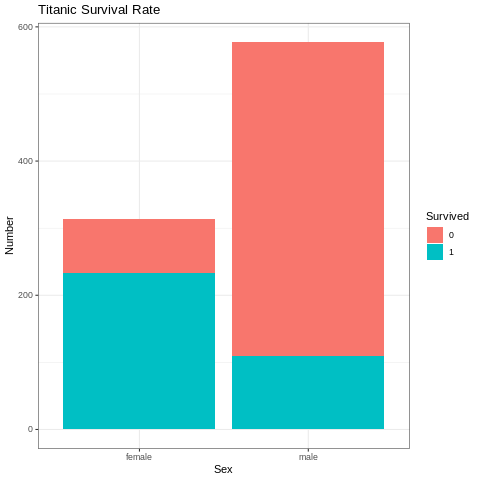 Titanic Survival Rate
600
400
200
0
Number
female male
Sex
Survived
0
1